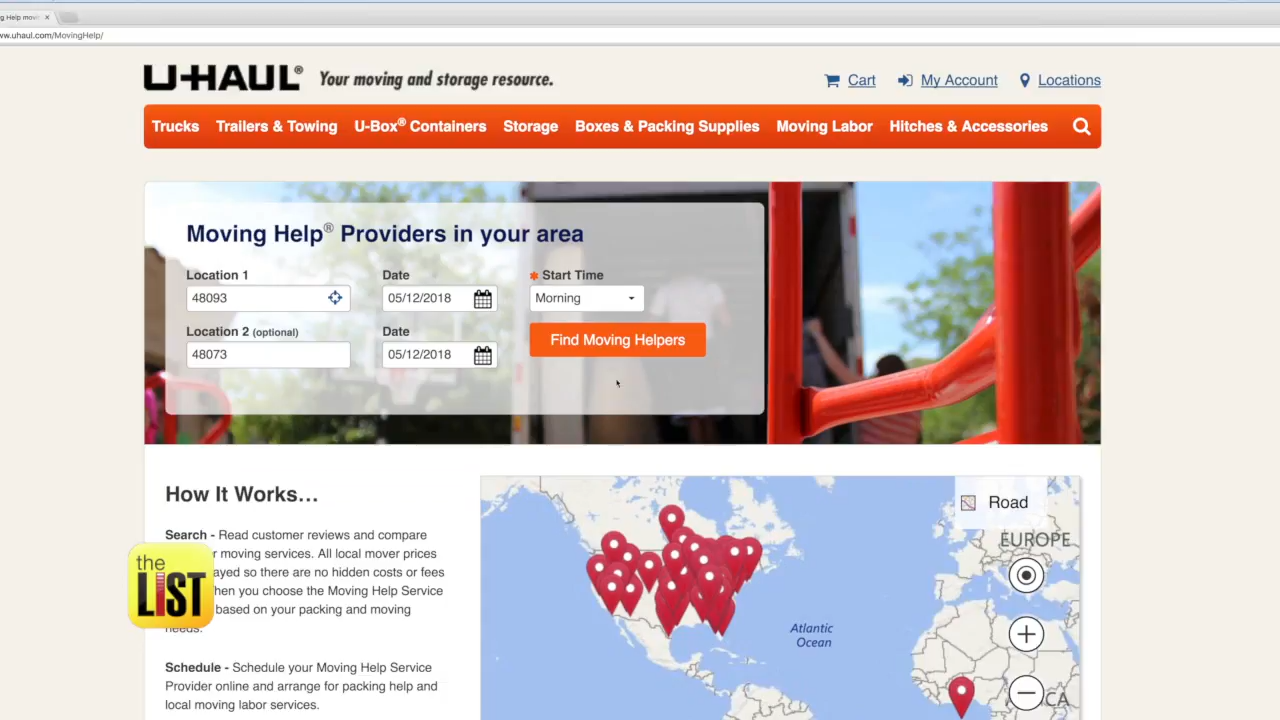 g Help mov
ww.uhaul.com/MovingHelp/
U-HAUL® Your moving and storage resource.
Cart My Account Locations
Trucks Trailers & Towing U-Box® Containers Storage Boxes & Packing Supplies Moving Labor Hitches & Accessories
Moving Help® Providers in your area
Location 1 Date * Start Time
48093 05/12/2018 Morning
Location 2 (optional) Date
48073 05/12/2018
Find Moving Helpers
How It Works…
Search - Read customer reviews and compare
r moving services. All local mover prices
ayed so there are no hidden costs or fees
hen you choose the Moving Help Service
based on your packing and moving
needs.
Schedule - Schedule your Moving Help Service
Provider online and arrange for packing help and
local moving labor services.
the
LIST
Road
EUROPE
Atlantic
Ocean
CA